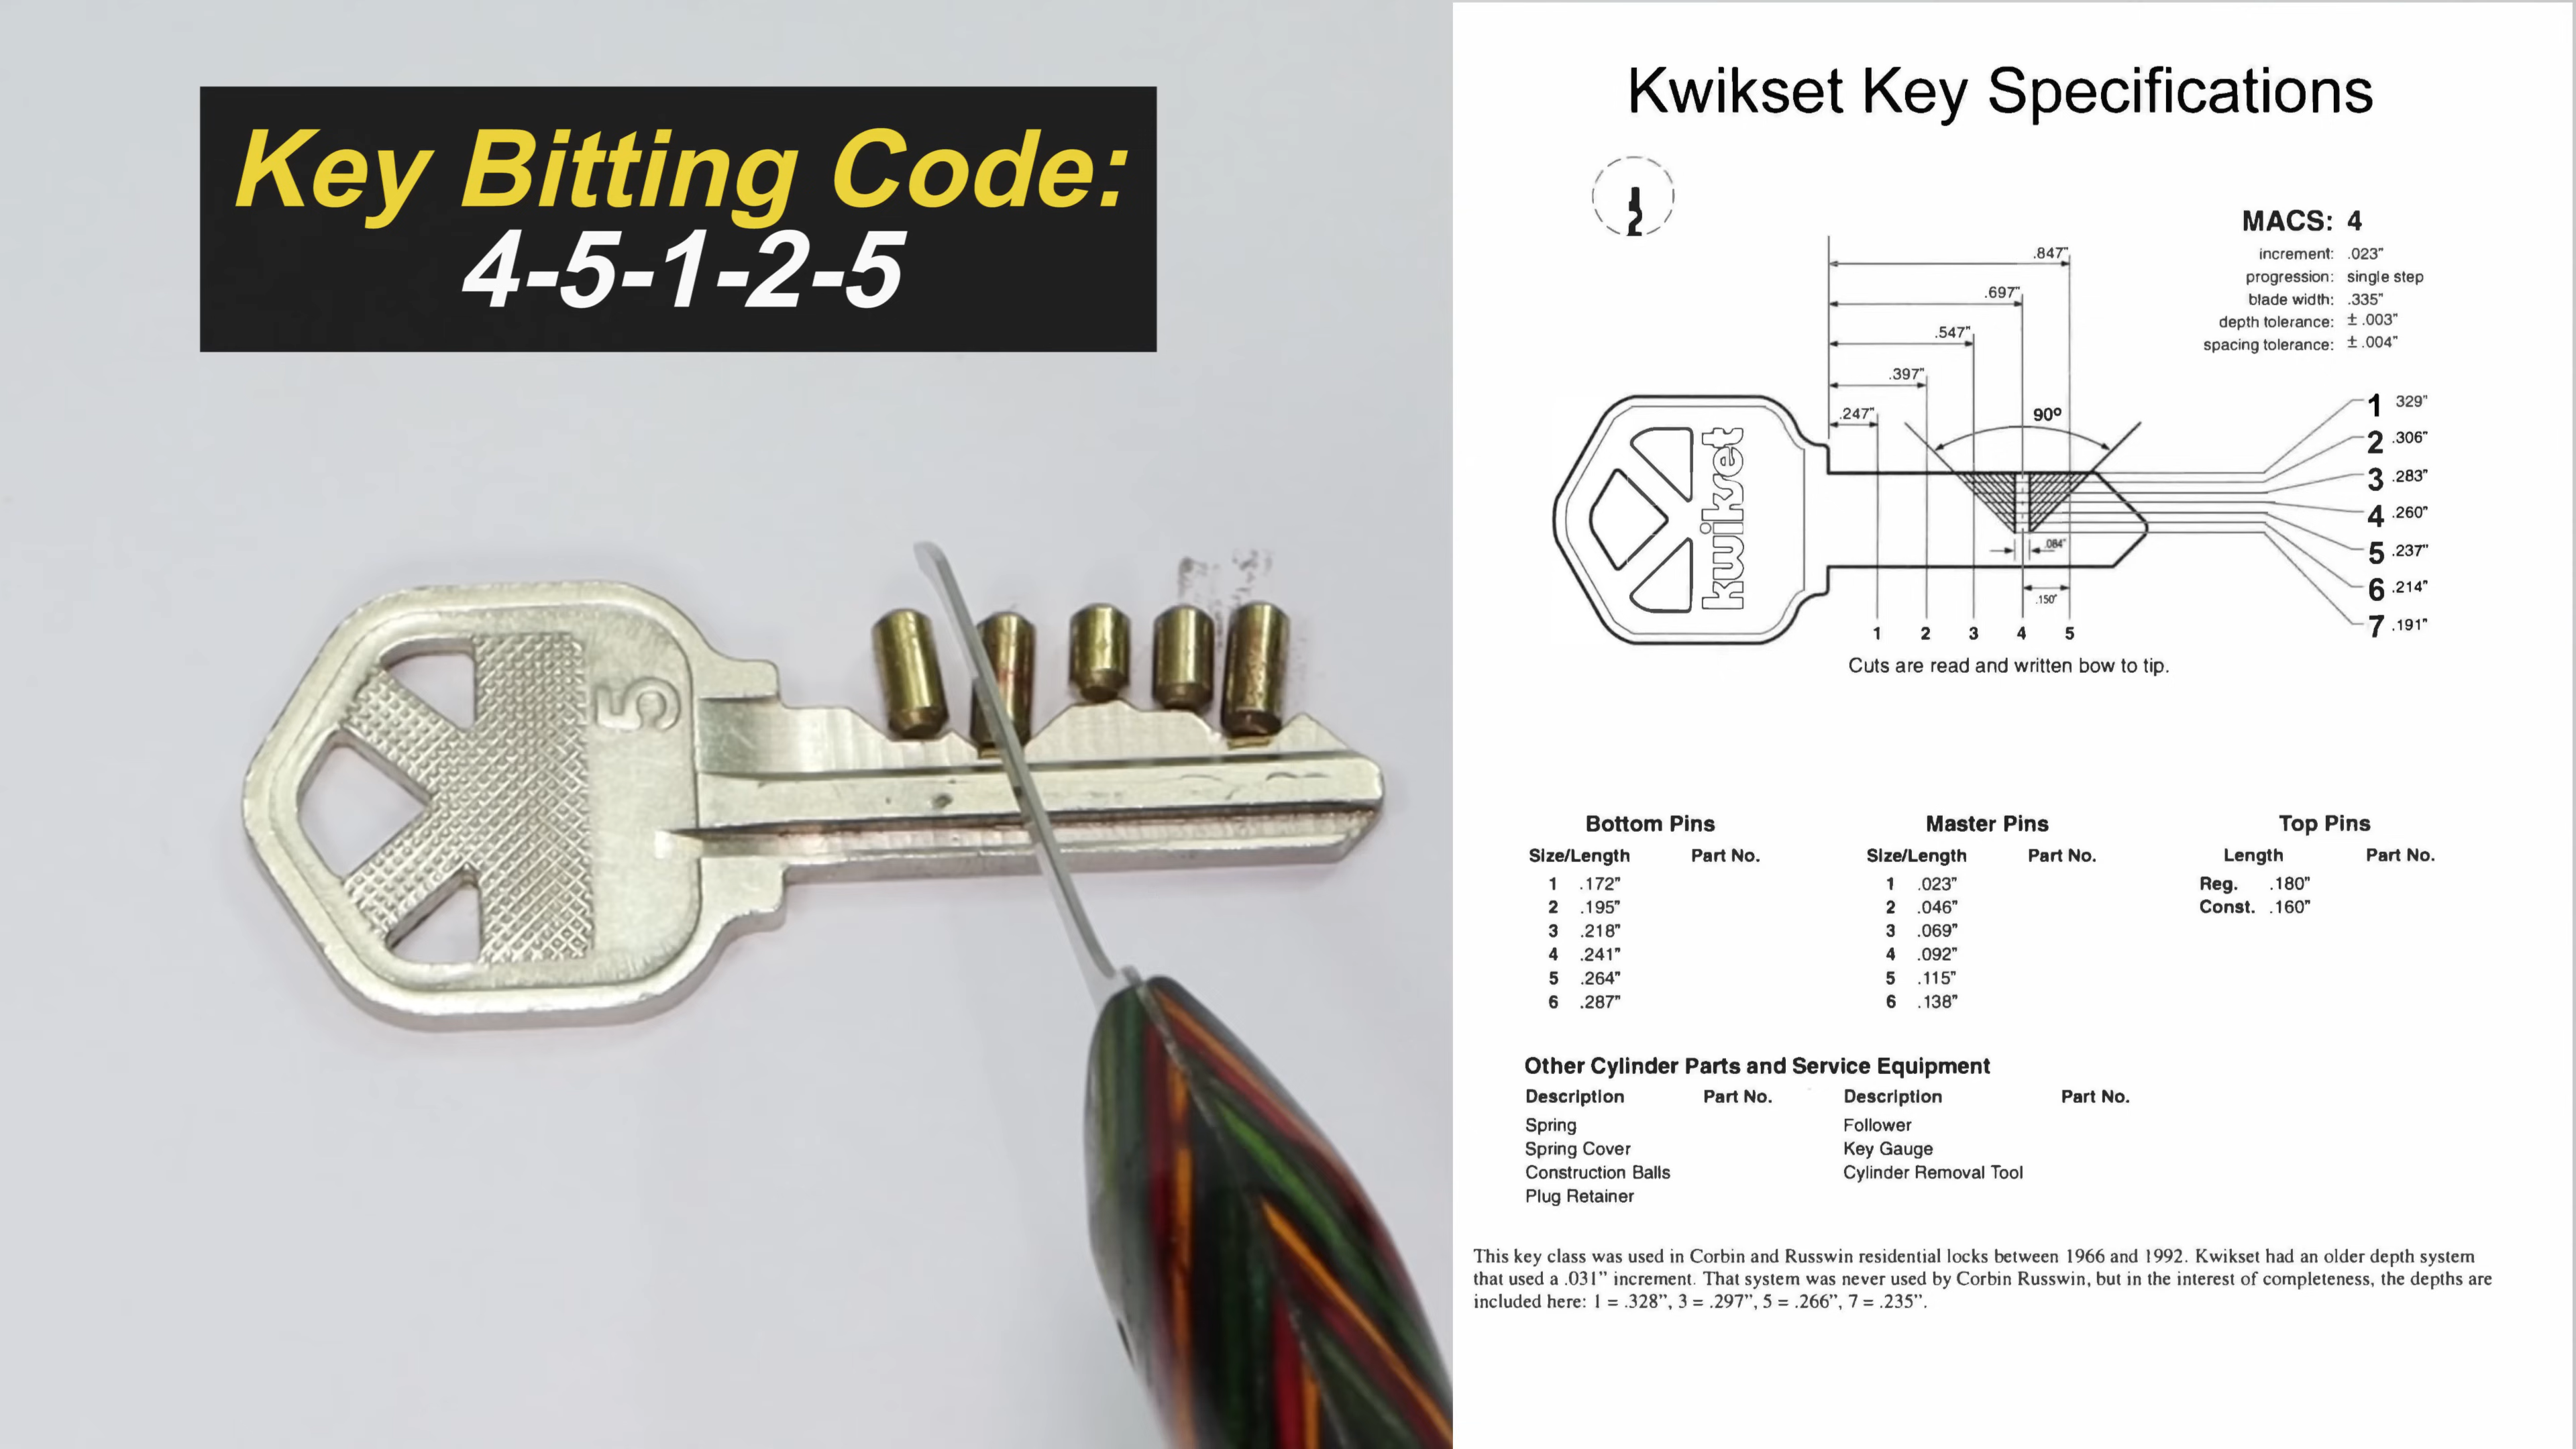 Key Bitting Code:
4-5-1-2-5
5
Kwikset Key Specifications
MACS: 4
increment: .023"
progression: single step
blade width: .335"
depth tolerance: ± .003"
spacing tolerance: ± .004"
.847"
.697"
.547"
.397"
.247"
90º
kwikset
.084"
.150"
1 2 3 4 5
1 329"
2 .306"
3 .283"
4 .260"
5 .237"
6 .214"
7 .191"
Cuts are read and written bow to tip.
Bottom Pins
Size/Length Part No.
1 .172"
2 .195"
3 .218"
4 .241"
5 .264"
6 .287"
Master Pins
Size/Length Part No.
1 .023"
2 .046"
3 .069"
4 .092"
5 .115"
6 .138"
Top Pins
Length Part No.
Reg. .180"
Const. .160"
Other Cylinder Parts and Service Equipment
Description Part No. Description Part No.
Spring Follower
Spring Cover Key Gauge
Construction Balls Cylinder Removal Tool
Plug Retainer
This key class was used in Corbin and Russwin residential locks between 1966 and 1992. Kwikset had an older depth system
that used a .031" increment. That system was never used by Corbin Russwin, but in the interest of completeness, the depths are
included here: 1 = .328", 3 = .297", 5 = .266", 7 = .235".